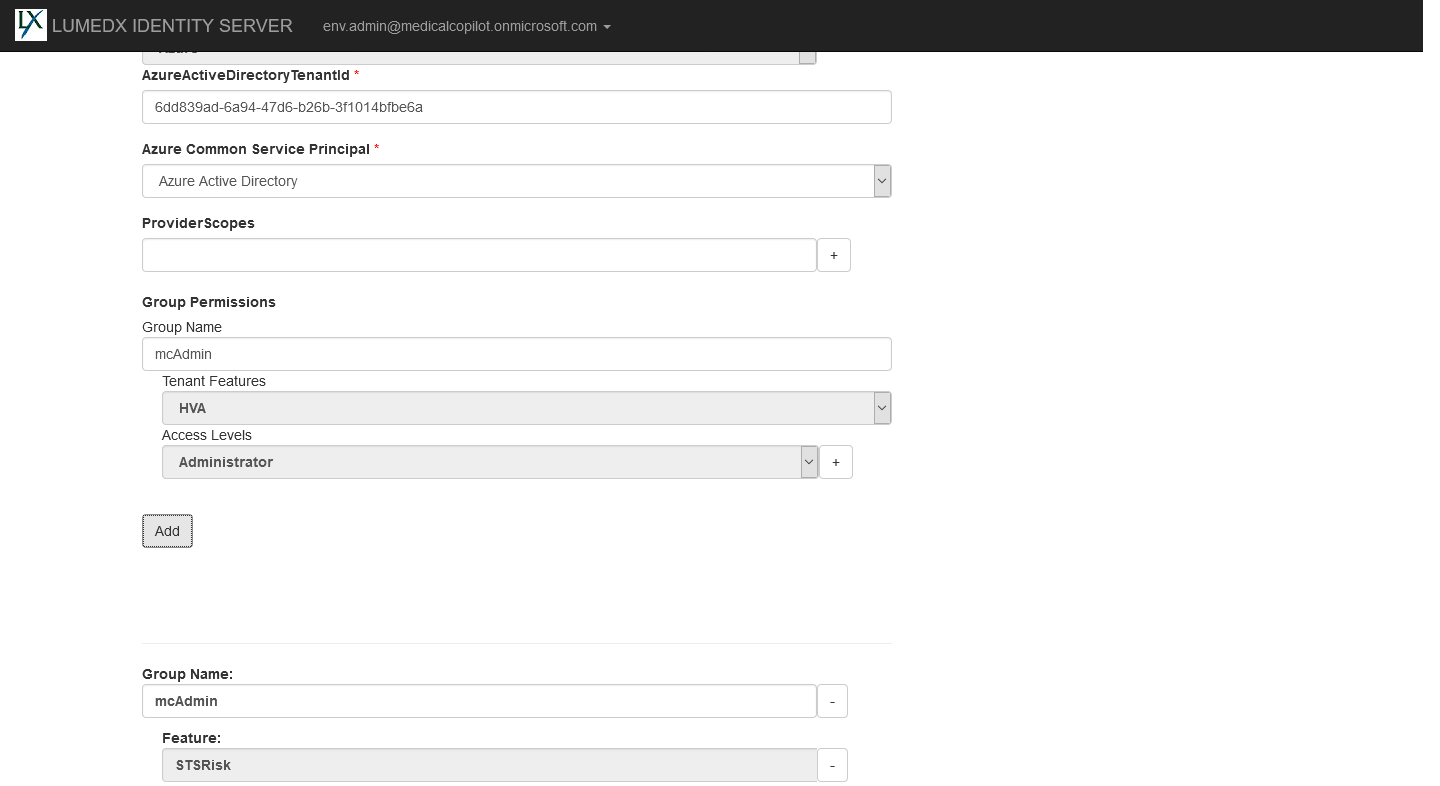 LX LUMEDX IDENTITY SERVER env.admin@medicalcopilot.onmicrosoft.com
Azure
AzureActiveDirectoryTenantId *
6dd839ad-6a94-47d6-b26b-3f1014bfbe6a
Azure Common Service Principal *
Azure Active Directory
ProviderScopes
+
Group Permissions
Group Name
mcAdmin
Tenant Features
HVA
Access Levels
Administrator +
Add
Group Name:
mcAdmin -
Feature:
STSRisk -